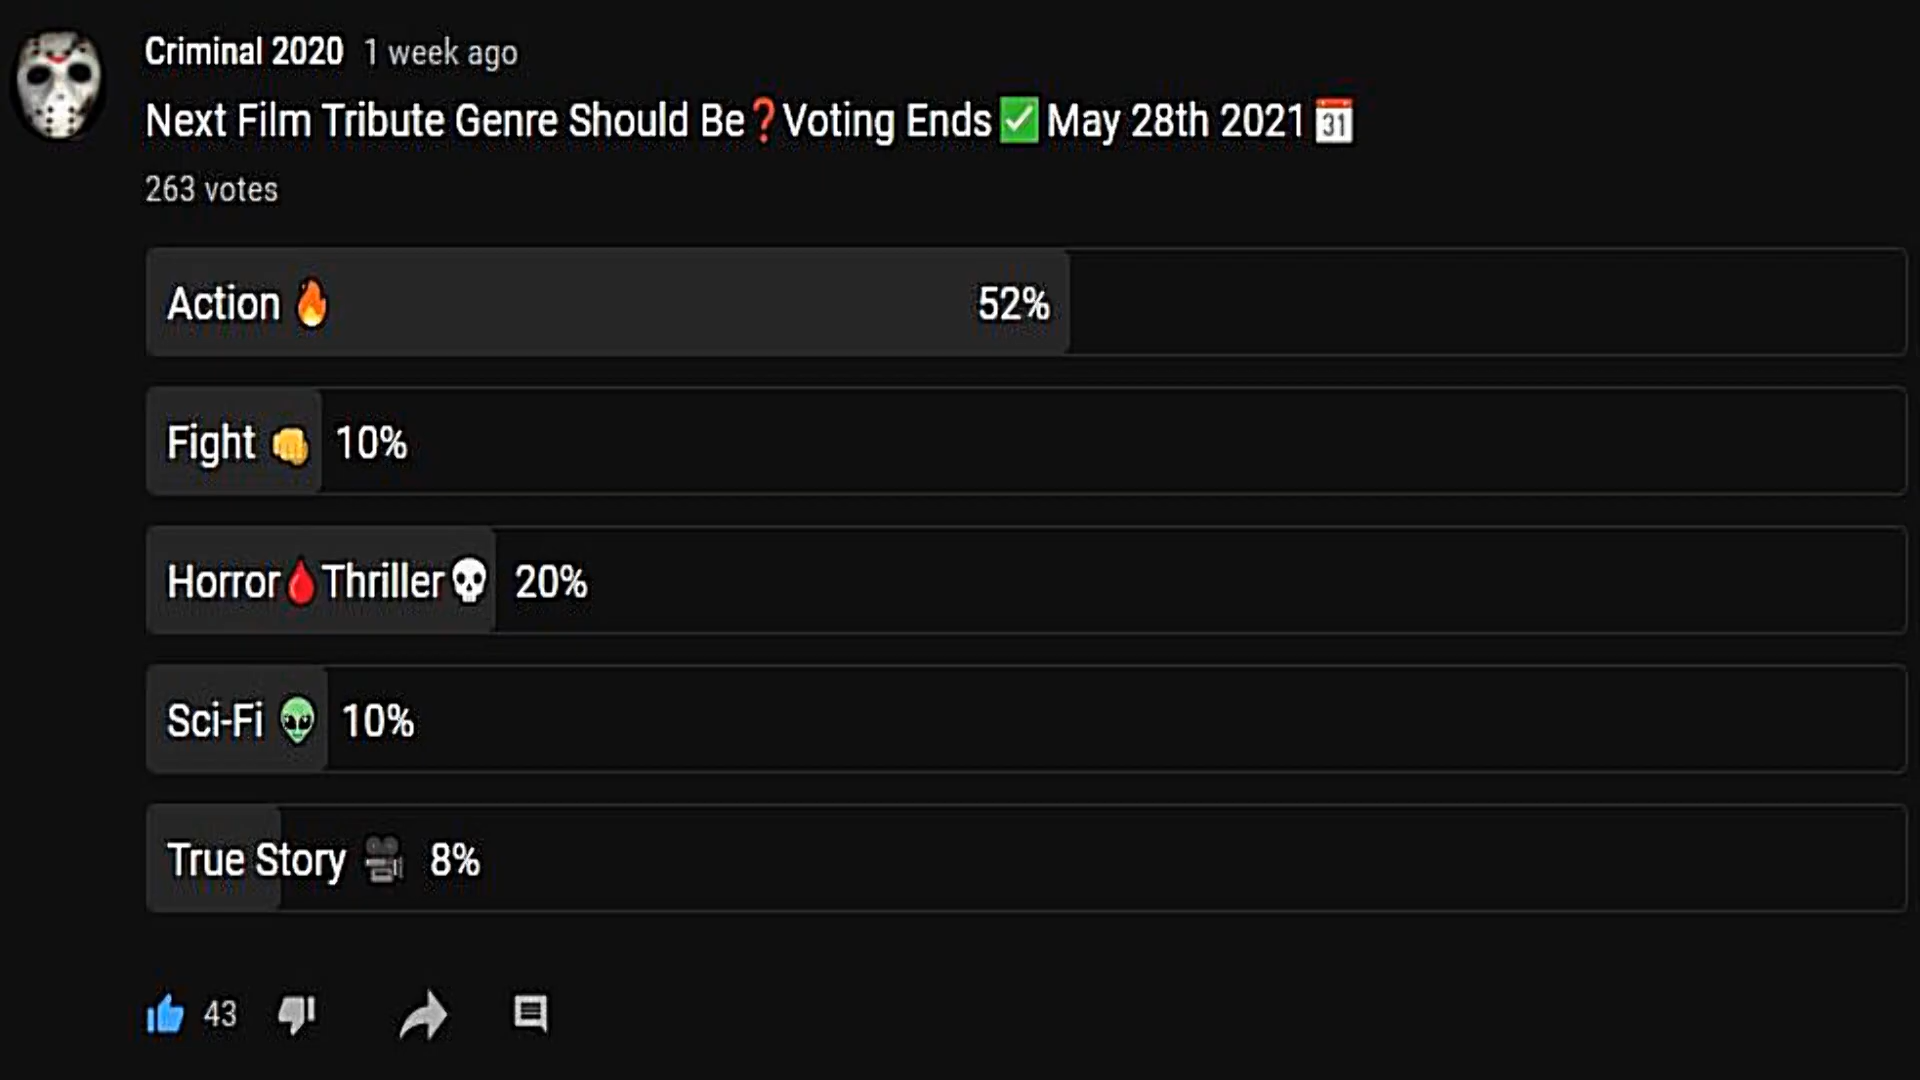 Criminal 2020 1 week ago
Next Film Tribute Genre Should Be❓Voting Ends✅May 28th 2021📅
263 votes
Action 🔥 52%
Fight 👊 10%
Horror🩸Thriller💀 20%
Sci-Fi 👽 10%
True Story 🎥 8%
43